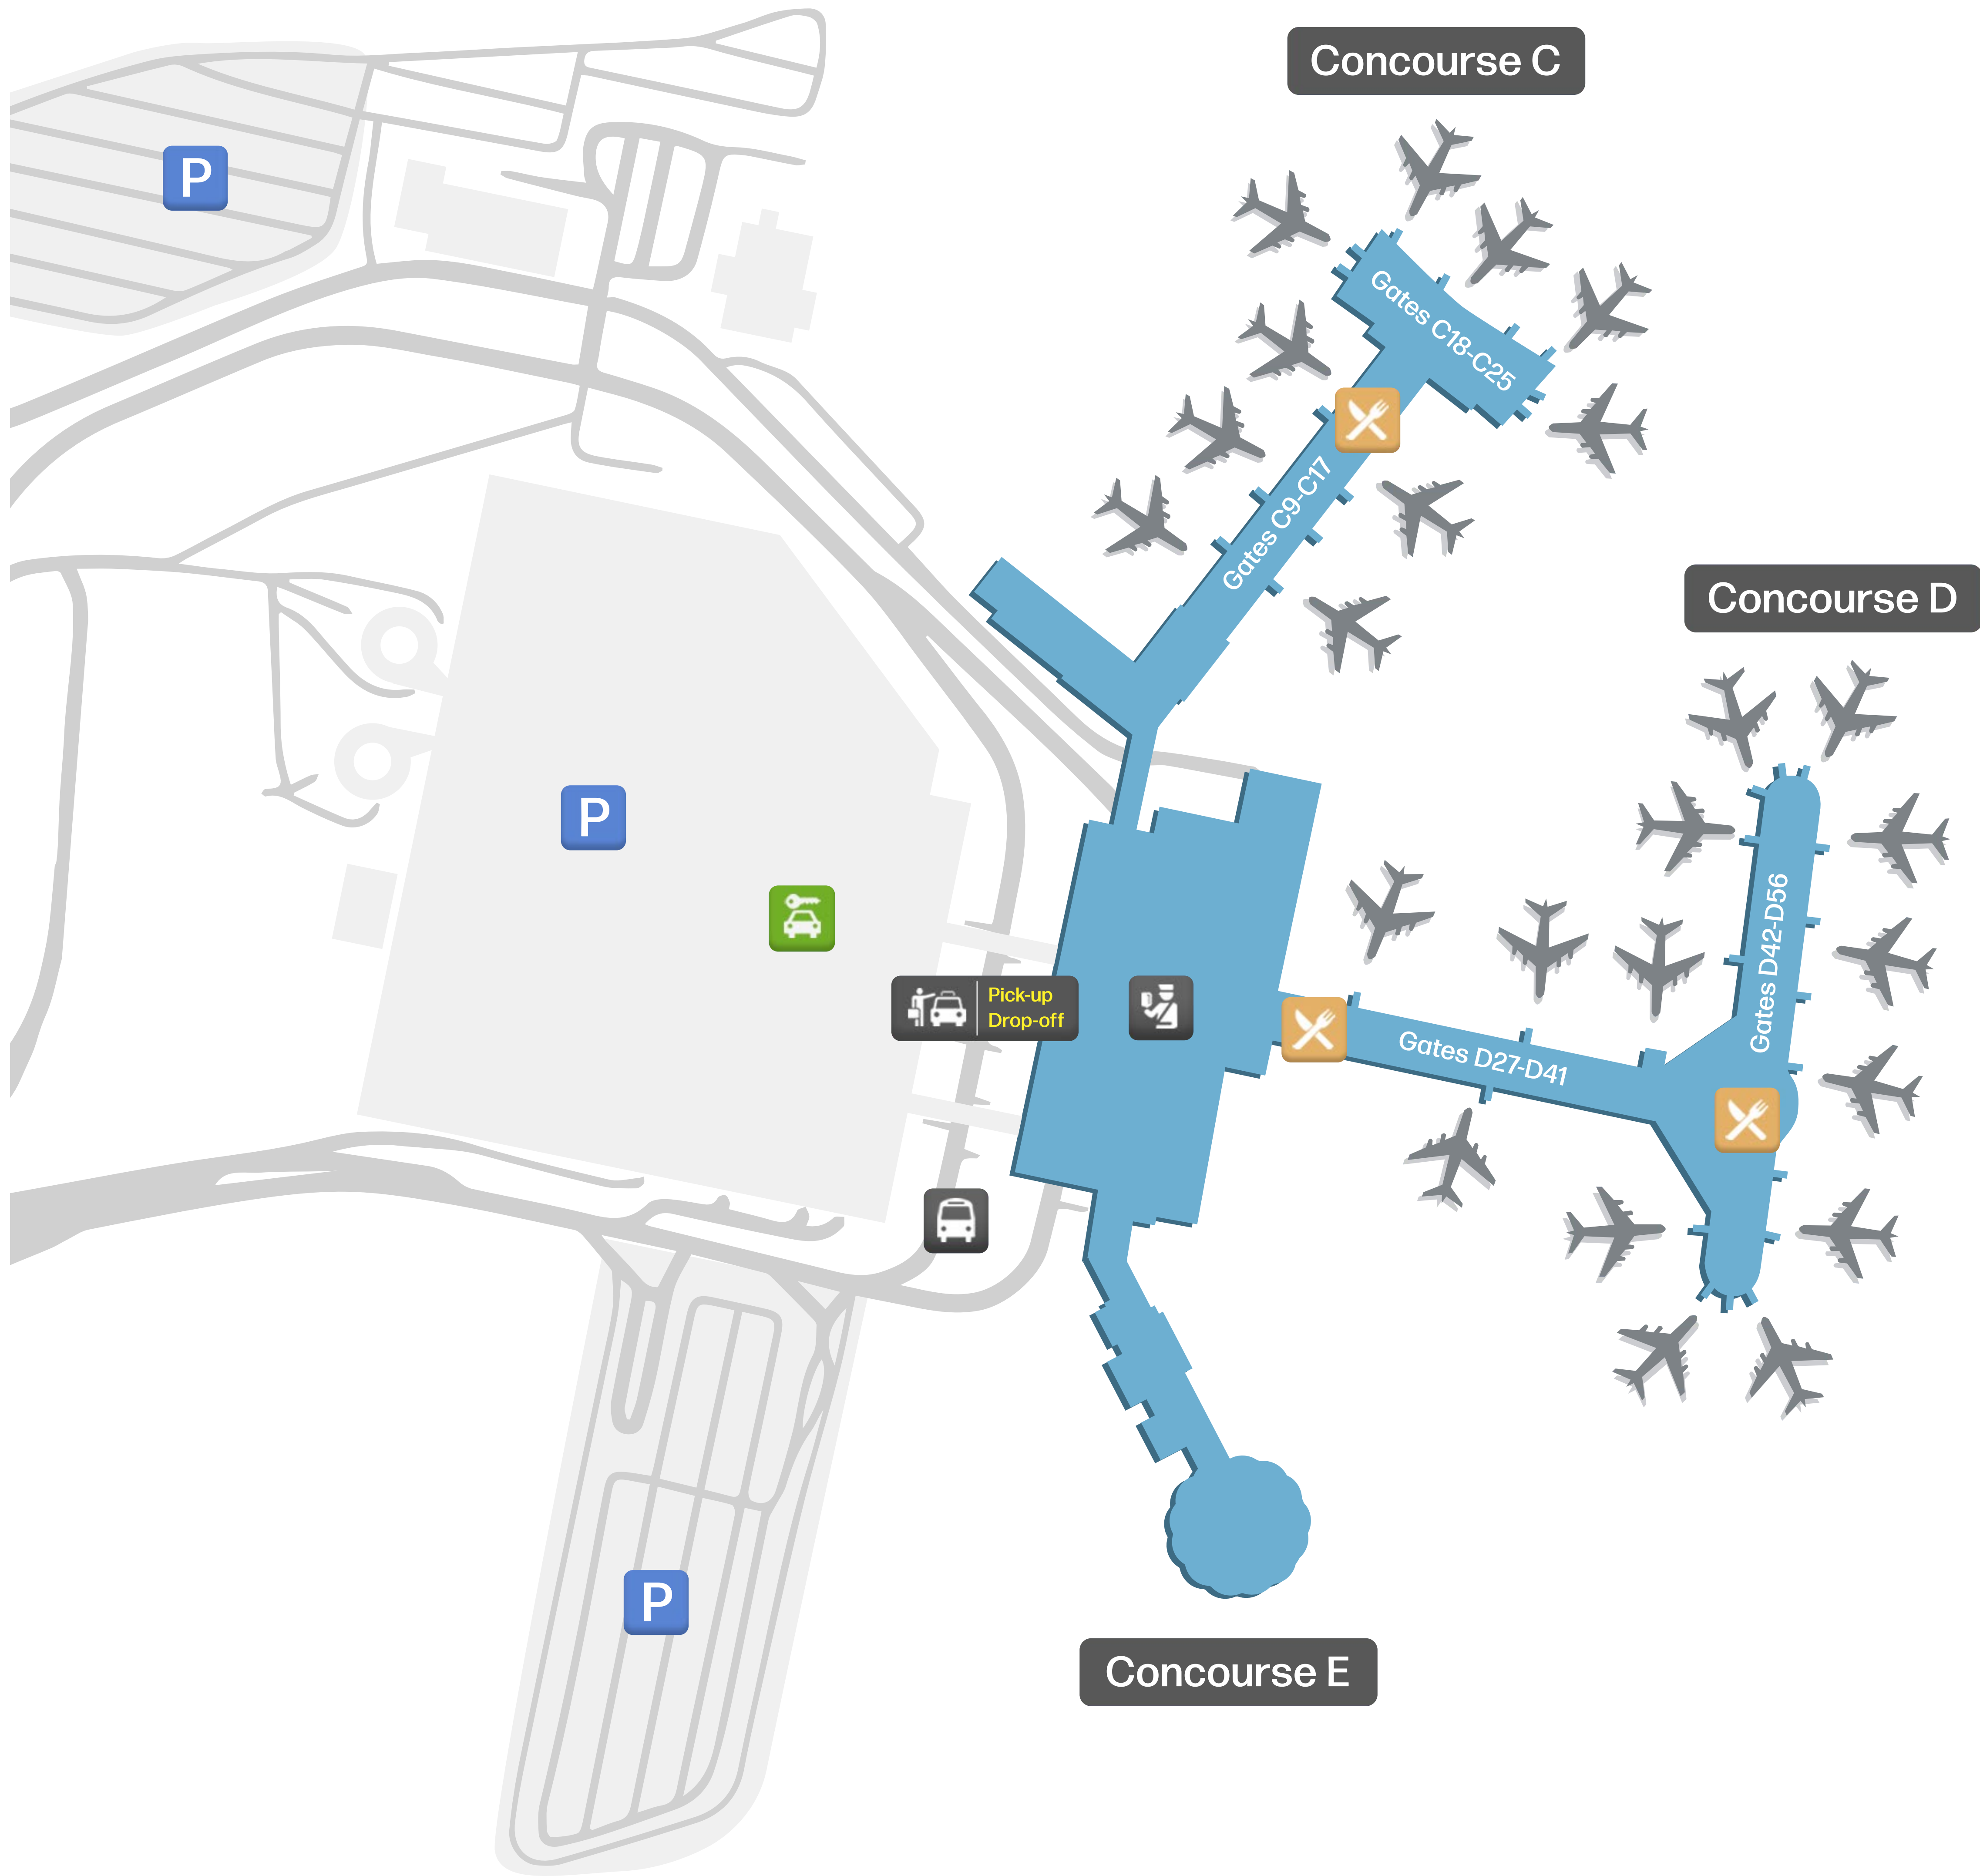 Concourse C
P
Gates C18-C25
Gates C9-C17
Concourse D
P
Gates D42-D56
Pick-up
Drop-off
Gates D27-D41
P
Concourse E